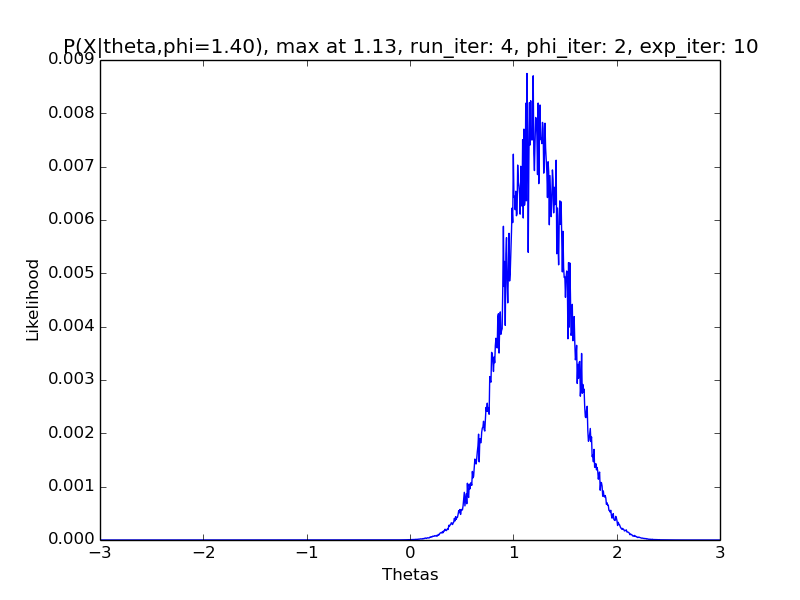 P(X|theta,phi=1.40), max at 1.13, run_iter: 4, phi_iter: 2, exp_iter: 10
0.009
0.008
0.007
0.006
0.005
0.004
0.003
0.002
0.001
0.000
Likelihood
−3 −2 −1 0 1 2 3
Thetas